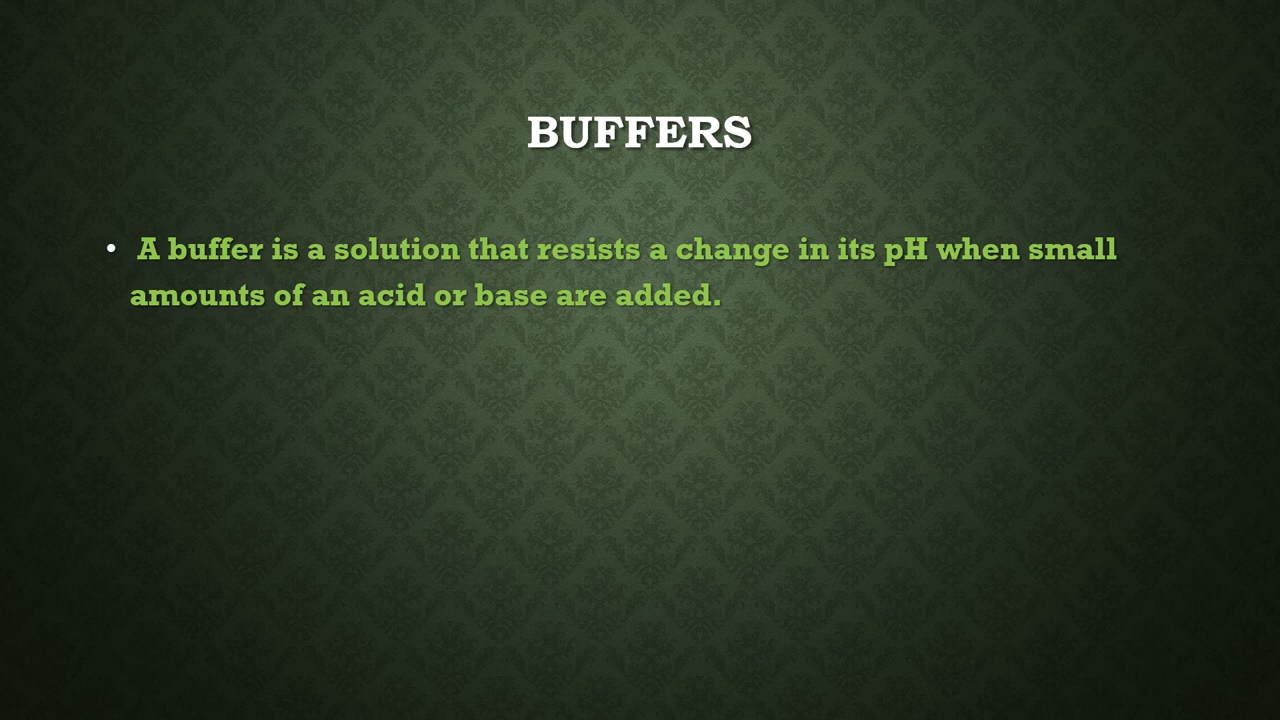 BUFFERS
• A buffer is a solution that resists a change in its pH when small
amounts of an acid or base are added.